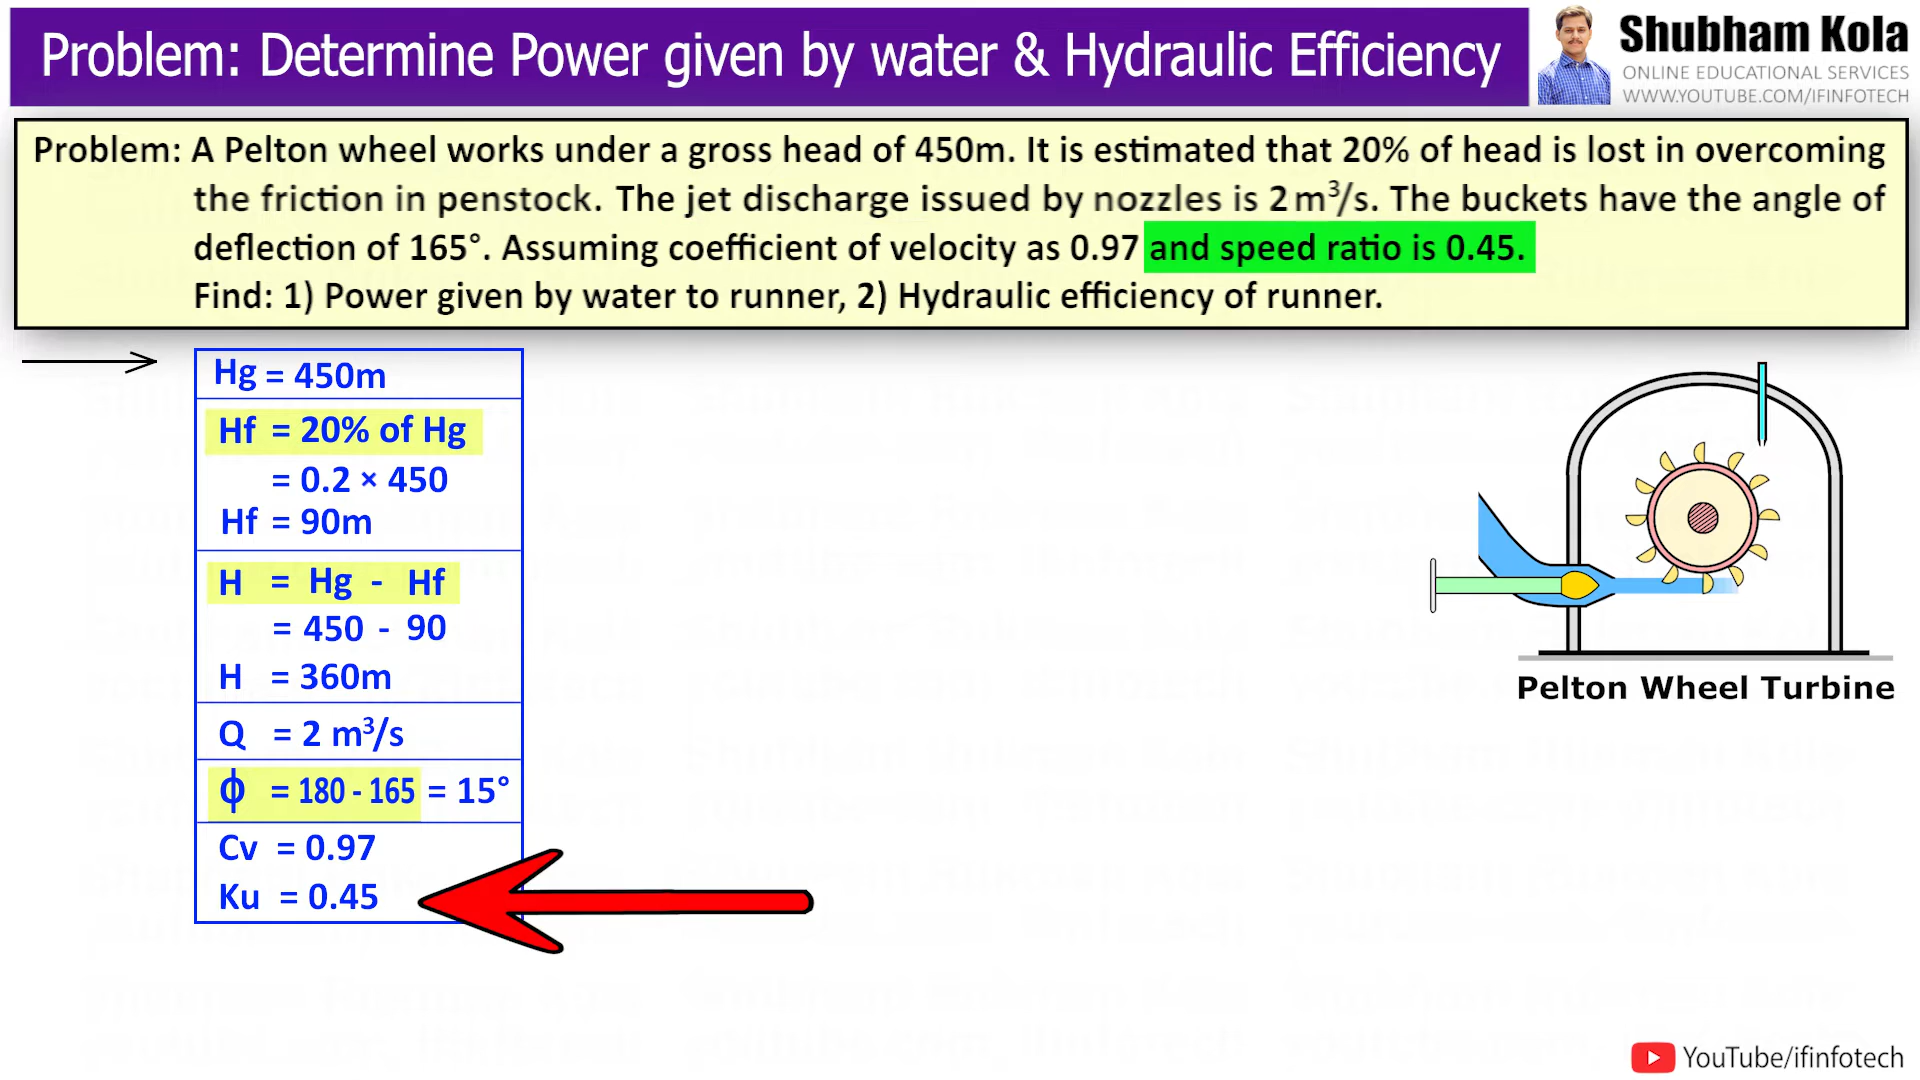 Problem: Determine Power given by water & Hydraulic Efficiency
Shubham Kola
ONLINE EDUCATIONAL SERVICES
WWW.YOUTUBE.COM/IFINFOTECH
Problem: A Pelton wheel works under a gross head of 450m. It is estimated that 20% of head is lost in overcoming
the friction in penstock. The jet discharge issued by nozzles is 2 m³/s. The buckets have the angle of
deflection of 165°. Assuming coefficient of velocity as 0.97 and speed ratio is 0.45.
Find: 1) Power given by water to runner, 2) Hydraulic efficiency of runner.
Hg = 450m
Hf = 20% of Hg
= 0.2 × 450
Hf = 90m
H = Hg - Hf
= 450 - 90
H = 360m
Q = 2 m³/s
ϕ = 180 - 165 = 15°
Cv = 0.97
Ku = 0.45
Pelton Wheel Turbine
YouTube/ifinfotech